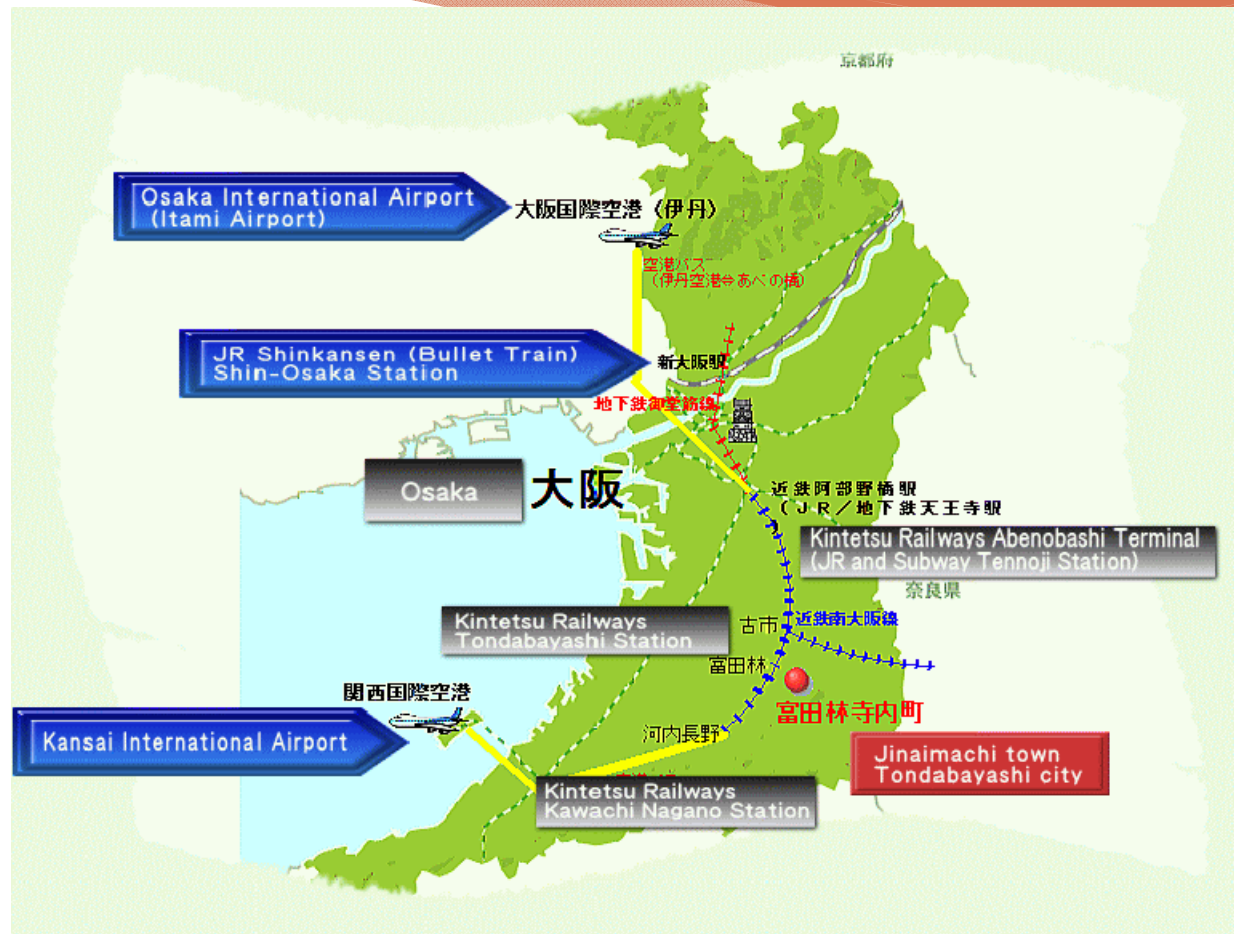 京都府
Osaka International Airport
(Itami Airport)
大阪国際空港（伊丹）
空港バス
（伊丹空港⇔あべの橋）
JR Shinkansen (Bullet Train)
Shin-Osaka Station
新大阪駅
地下鉄御堂筋線
Osaka
大阪
近鉄阿部野橋駅
（ＪＲ／地下鉄天王寺駅
Kintetsu Railways Abenobashi Terminal
(JR and Subway Tennoji Station)
奈良県
Kintetsu Railways
Tondabayashi Station
古市
近鉄南大阪線
富田林
関西国際空港
富田林寺内町
Kansai International Airport
河内長野
Jinaimachi town
Tondabayashi city
Kintetsu Railways
Kawachi Nagano Station